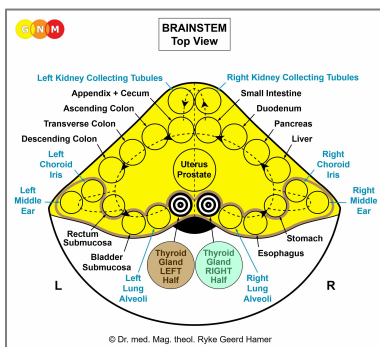 G N M
BRAINSTEM
Top View
Left Kidney Collecting Tubules
Right Kidney Collecting Tubules
Appendix + Cecum
Small Intestine
Ascending Colon
Duodenum
Transverse Colon
Pancreas
Descending Colon
Liver
Left
Choroid
Iris
Uterus
Prostate
Right
Choroid
Iris
Left
Middle
Ear
Right
Middle
Ear
Rectum
Submucosa
Stomach
Bladder
Submucosa
Esophagus
Thyroid
Gland
LEFT
Half
Thyroid
Gland
RIGHT
Half
Left
Lung
Alveoli
Right
Lung
Alveoli
L
R
© Dr. med. Mag. theol. Ryke Geerd Hamer